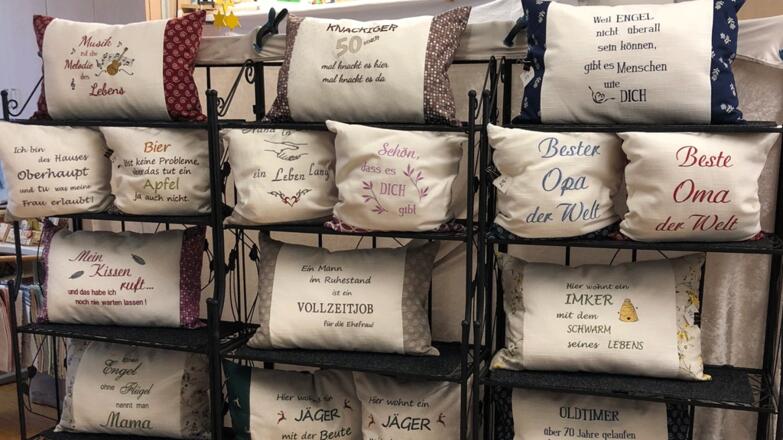 Musik
ist die
Melodie
des
Lebens
KNACKIGER
50
mal knackt es hier
mal knackt es da
Weil ENGEL
nicht überall
sein können,
gibt es Menschen
wie
DICH
Ich bin
des Hauses
Oberhaupt
und tu was meine
Frau erlaubt!
Bier
löst keine Probleme,
aber das tut ein
Apfel
ja auch nicht.
Hand in
ein Leben Lang
Schön,
dass es
DICH
gibt
Bester
Opa
der Welt
Beste
Oma
der Welt
Mein
Kissen
ruft...
und das habe ich
noch nie warten lassen!
Ein Mann
im Ruhestand
ist ein
VOLLZEITJOB
für die Ehefrau!
Hier wohnt ein
IMKER
mit dem
SCHWARM
seines LEBENS
Engel
ohne Flügel
nennt man
Mama
Hier wohnt
JÄGER
mit der Beute
Hier wohnt ein
JÄGER
OLDTIMER
über 70 Jahre gelaufen